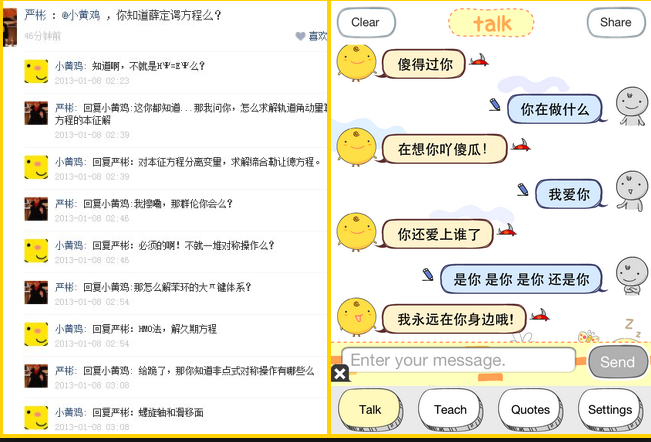 严彬 : @小黄鸡 ，你知道薛定谔方程么？
46分钟前
喜欢
小黄鸡: 知道啊，不就是HΨ=EΨ么？
2013-01-08 02:23
严彬: 回复小黄鸡:这你都知道...那我问你，怎么求解轨道角动量
方程的本征解
2013-01-08 02:39
小黄鸡: 回复严彬: 对本征方程分离变量，求解缔合勒让德方程。
2013-01-08 02:39
严彬: 回复小黄鸡:我擦嘞，那群伦你会么？
2013-01-08 02:46
小黄鸡: 回复严彬: 必须的啊！不就一堆对称操作么？
2013-01-08 02:46
严彬: 回复小黄鸡:那怎么解苯环的大π键体系？
2013-01-08 02:54
小黄鸡: 回复严彬: HMO法，解久期方程
2013-01-08 02:54
严彬: 回复小黄鸡: 给跪了，那你知道非点式对称操作有哪些么
2013-01-08 03:08
小黄鸡: 回复严彬: 螺旋轴和滑移面
2013-01-08 03:08
Clear
talk
Share
傻得过你
你在做什么
在想你吖傻瓜！
我爱你
你还爱上谁了
是你 是你 是你 还是你
我永远在你身边哦！
z
z
Enter your message.
Send
Talk
Teach
Quotes
Settings